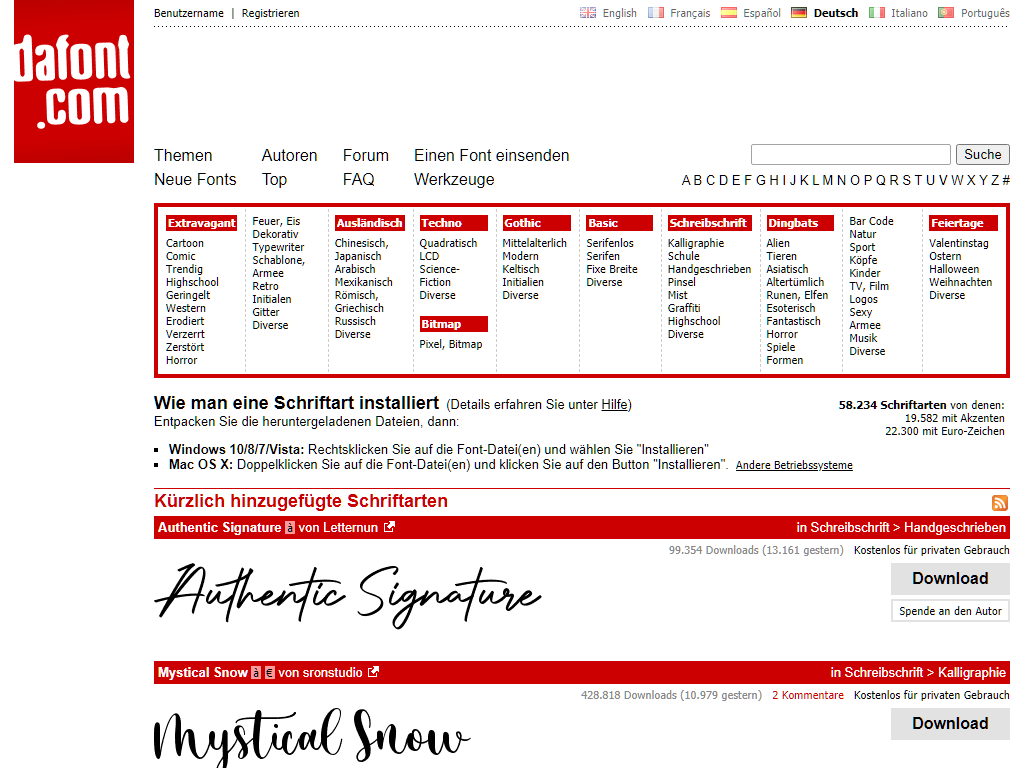 dafont
.com
Benutzername | Registrieren
English Français Español Deutsch Italiano Português
Themen Autoren Forum Einen Font einsenden
Suche
Neue Fonts Top FAQ Werkzeuge
A B C D E F G H I J K L M N O P Q R S T U V W X Y Z #
Extravagant
Cartoon
Comic
Trendig
Highschool
Geringelt
Western
Erodiert
Verzerrt
Zerstört
Horror
Feuer, Eis
Dekorativ
Typewriter
Schablone,
Armee
Retro
Initialen
Gitter
Diverse
Ausländisch
Chinesisch,
Japanisch
Arabisch
Mexikanisch
Römisch,
Griechisch
Russisch
Diverse
Techno
Quadratisch
LCD
Science-
Fiction
Diverse
Bitmap
Pixel, Bitmap
Gothic
Mittelalterlich
Modern
Keltisch
Initialien
Diverse
Basic
Serifenlos
Serifen
Fixe Breite
Diverse
Schreibschrift
Kalligraphie
Schule
Handgeschrieben
Pinsel
Mist
Graffiti
Highschool
Diverse
Dingbats
Alien
Tieren
Asiatisch
Altertümlich
Runen, Elfen
Esoterisch
Fantastisch
Horror
Spiele
Formen
Bar Code
Natur
Sport
Köpfe
Kinder
TV, Film
Logos
Sexy
Armee
Musik
Diverse
Feiertage
Valentinstag
Ostern
Halloween
Weihnachten
Diverse
Wie man eine Schriftart installiert (Details erfahren Sie unter Hilfe)
Entpacken Sie die heruntergeladenen Dateien, dann:
58.234 Schriftarten von denen:
19.582 mit Akzenten
22.300 mit Euro-Zeichen
Windows 10/8/7/Vista: Rechtsklicken Sie auf die Font-Datei(en) und wählen Sie "Installieren"
Mac OS X: Doppelklicken Sie auf die Font-Datei(en) und klicken Sie auf den Button "Installieren". Andere Betriebssysteme
Kürzlich hinzugefügte Schriftarten
Authentic Signature à von Letternun in Schreibschrift > Handgeschrieben
99.354 Downloads (13.161 gestern) Kostenlos für privaten Gebrauch
Authentic Signature
Download
Spende an den Autor
Mystical Snow à € von sronstudio in Schreibschrift > Kalligraphie
428.818 Downloads (10.979 gestern) 2 Kommentare Kostenlos für privaten Gebrauch
Mystical Snow
Download